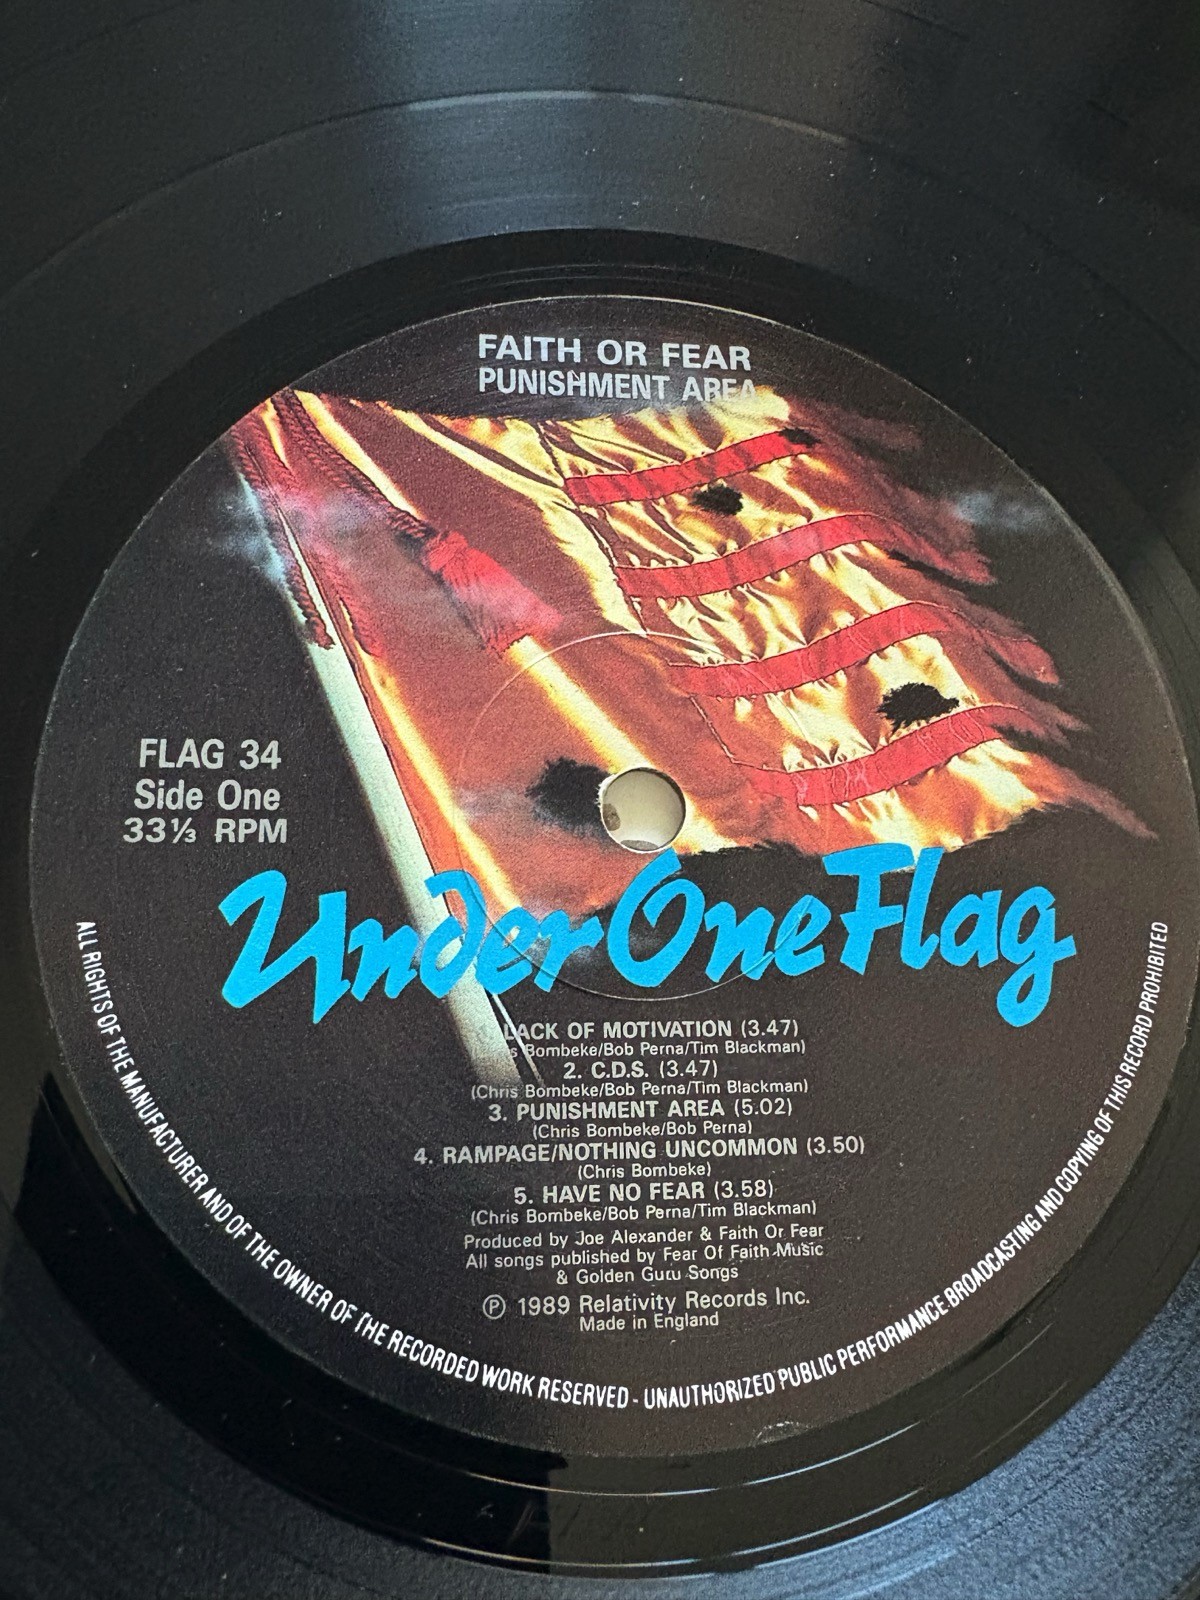 FAITH OR FEAR
PUNISHMENT AREA
FLAG 34
Side One
33⅓ RPM
Under One Flag
LACK OF MOTIVATION (3.47)
Bombeke/Bob Perna/Tim Blackman)
2. C.D.S. (3.47)
(Chris Bombeke/Bob Perna/Tim Blackman)
3. PUNISHMENT AREA (5.02)
(Chris Bombeke/Bob Perna)
4. RAMPAGE/NOTHING UNCOMMON (3.50)
(Chris Bombeke)
5. HAVE NO FEAR (3.58)
(Chris Bombeke/Bob Perna/Tim Blackman)
Produced by Joe Alexander & Faith Or Fear
All songs published by Fear Of Faith Music
& Golden Guru Songs
℗ 1989 Relativity Records Inc.
Made in England
ALL RIGHTS OF THE MANUFACTURER AND OF THE OWNER OF THE RECORDED WORK RESERVED - UNAUTHORIZED PUBLIC PERFORMANCE BROADCASTING AND COPYING OF THIS RECORD PROHIBITED